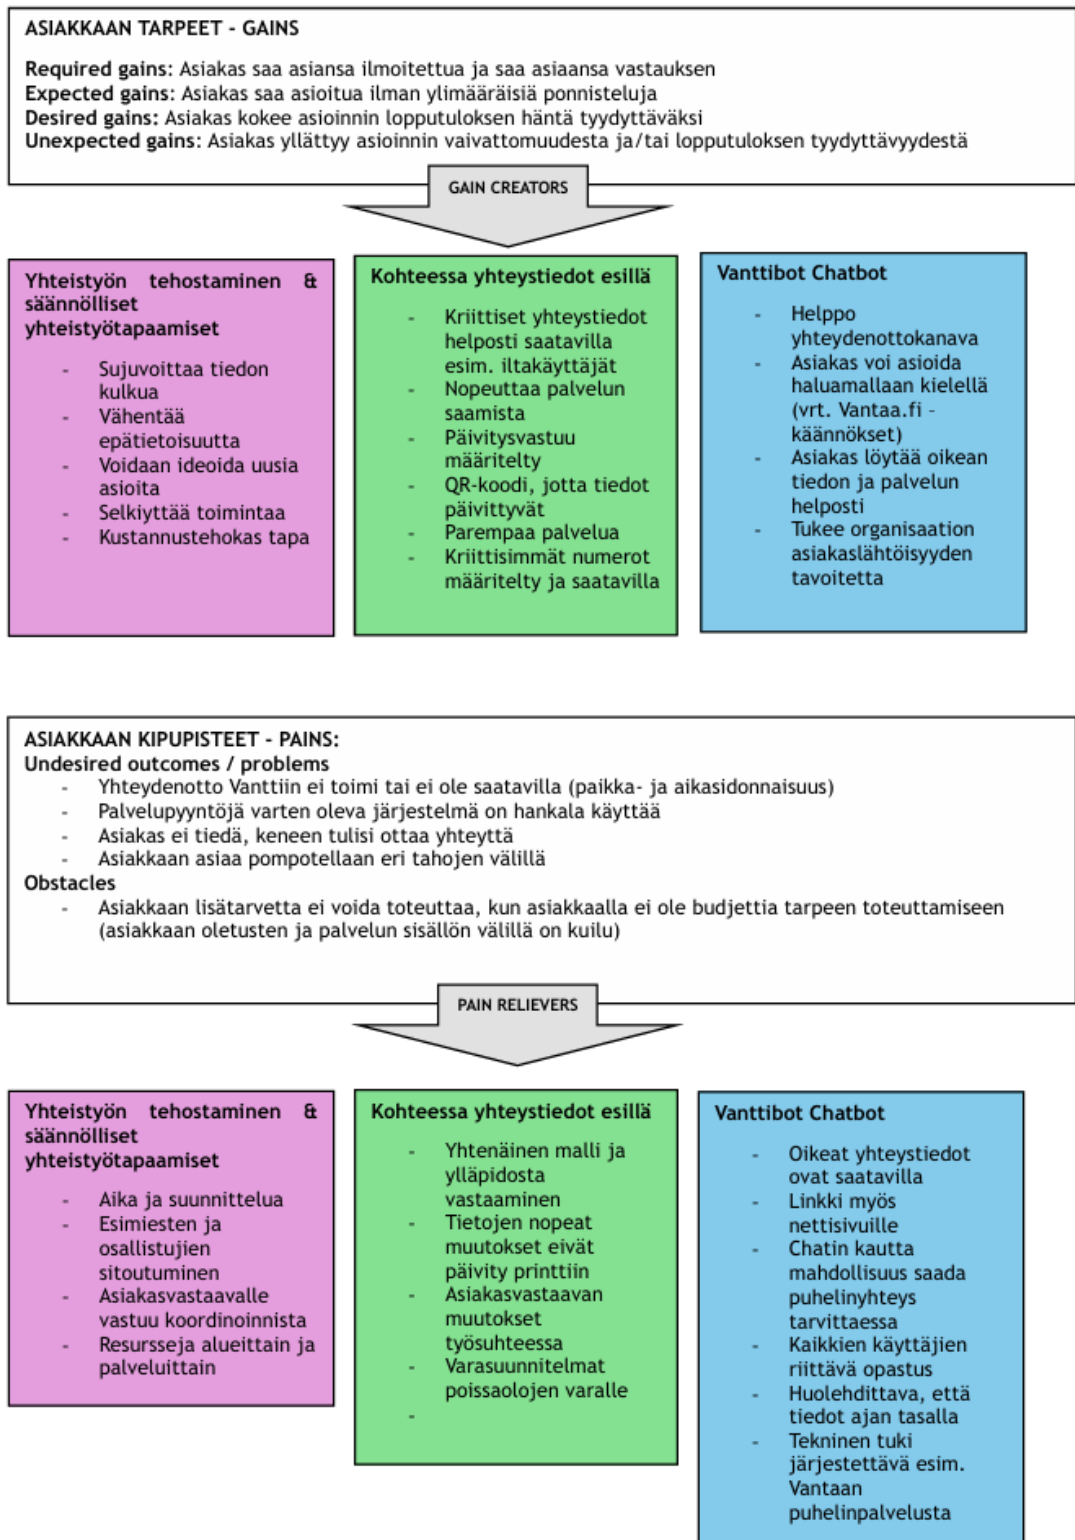 ASIAKKAAN TARPEET - GAINS
Required gains: Asiakas saa asiansa ilmoitettua ja saa asiaansa vastauksen
Expected gains: Asiakas saa asioitua ilman ylimääräisiä ponnisteluja
Desired gains: Asiakas kokee asioinnin lopputuloksen häntä tyydyttäväksi
Unexpected gains: Asiakas yllättyy asioinnin vaivattomuudesta ja/tai lopputuloksen tyydyttävyydestä
GAIN CREATORS
Yhteistyön tehostaminen &
säännölliset
yhteistyötapaamiset
- Sujuvoittaa tiedon
kulkua
- Vähentää
epätietoisuutta
- Voidaan ideoida uusia
asioita
- Selkiyttää toimintaa
- Kustannustehokas tapa
Kohteessa yhteystiedot esillä
- Kriittiset yhteystiedot
helposti saatavilla
esim. iltakäyttäjät
- Nopeuttaa palvelun
saamista
- Päivitysvastuu
määritelty
- QR-koodi, jotta tiedot
päivittyvät
- Parempaa palvelua
- Kriittisimmät numerot
määritelty ja saatavilla
Vanttibot Chatbot
- Helppo
yhteydenottokanava
- Asiakas voi asioida
haluamallaan kielellä
(vrt. Vantaa.fi -
käännökset)
- Asiakas löytää oikean
tiedon ja palvelun
helposti
- Tukee organisaation
asiakaslähtöisyyden
tavoitetta
ASIAKKAAN KIPUPISTEET - PAINS:
Undesired outcomes / problems
- Yhteydenotto Vanttiin ei toimi tai ei ole saatavilla (paikka- ja aikasidonnaisuus)
- Palvelupyyntöjä varten oleva järjestelmä on hankala käyttää
- Asiakas ei tiedä, keneen tulisi ottaa yhteyttä
- Asiakkaan asiaa pompotellaan eri tahojen välillä
Obstacles
- Asiakkaan lisätarvetta ei voida toteuttaa, kun asiakkaalla ei ole budjettia tarpeen toteuttamiseen
(asiakkaan oletusten ja palvelun sisällön välillä on kuilu)
PAIN RELIEVERS
Yhteistyön tehostaminen &
säännölliset
yhteistyötapaamiset
- Aika ja suunnittelua
- Esimiesten ja
osallistujien
sitoutuminen
- Asiakasvastaavalle
vastuu koordinoinnista
- Resursseja alueittain ja
palveluittain
Kohteessa yhteystiedot esillä
- Yhtenäinen malli ja
ylläpidosta
vastaaminen
- Tietojen nopeat
muutokset eivät
päivity printtiin
- Asiakasvastaavan
muutokset
työsuhteessa
- Varasuunnitelmat
poissaolojen varalle
-
Vanttibot Chatbot
- Oikeat yhteystiedot
ovat saatavilla
- Linkki myös
nettisivuille
- Chatin kautta
mahdollisuus saada
puhelinyhteys
tarvittaessa
- Kaikkien käyttäjien
riittävä opastus
- Huolehdittava, että
tiedot ajan tasalla
- Tekninen tuki
järjestettävä esim.
Vantaan
puhelinpalvelusta